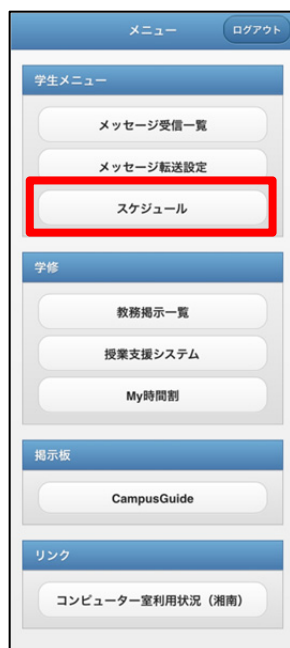 メニュー
ログアウト
学生メニュー
メッセージ受信一覧
メッセージ転送設定
スケジュール
学修
教務掲示一覧
授業支援システム
My時間割
掲示板
CampusGuide
リンク
コンピューター室利用状況（湘南）